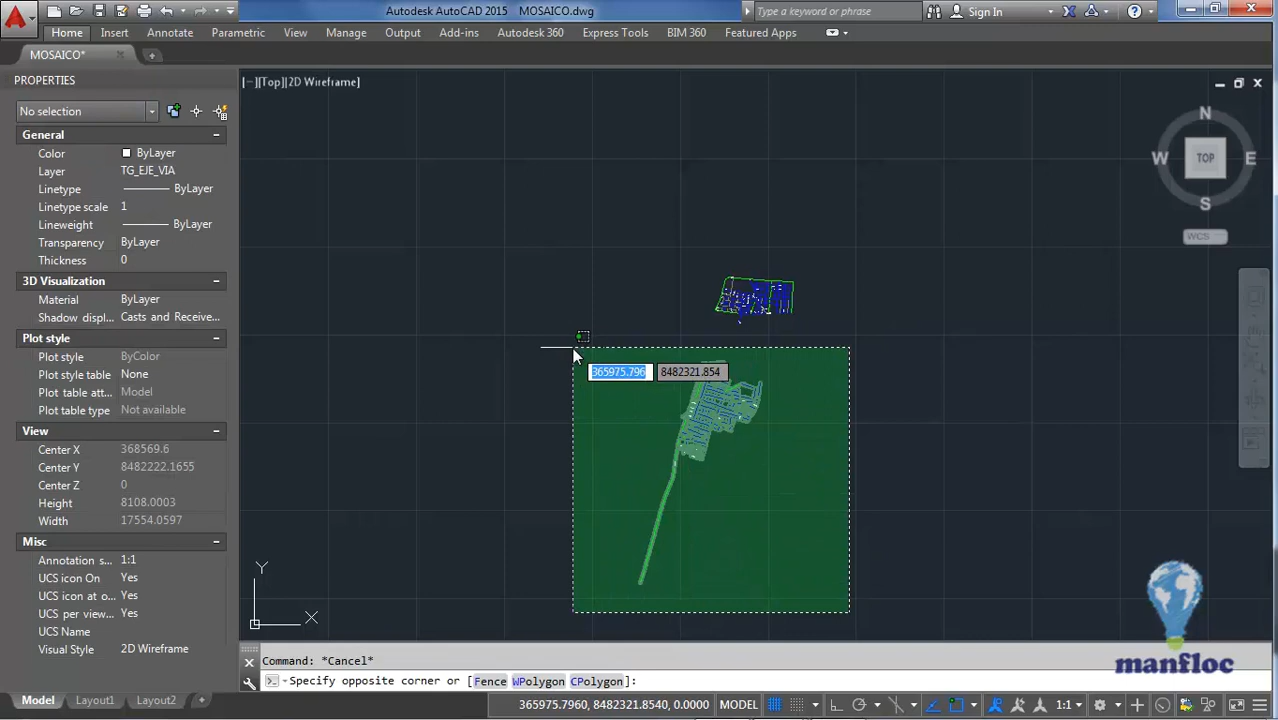 Autodesk AutoCAD 2015 MOSAICO.dwg
Type a keyword or phrase
Sign In
Home Insert Annotate Parametric View Manage Output Add-ins Autodesk 360 Express Tools BIM 360 Featured Apps
MOSAICO*
PROPERTIES
[−][Top][2D Wireframe]
No selection
General
Color ByLayer
Layer TG_EJE_VIA
Linetype ByLayer
Linetype scale 1
Lineweight ByLayer
Transparency ByLayer
Thickness 0
3D Visualization
Material ByLayer
Shadow displ... Casts and Receive...
Plot style
Plot style ByColor
Plot style table None
Plot table att... Model
Plot table type Not available
View
Center X 368569.6
Center Y 8482222.1655
Center Z 0
Height 8108.0003
Width 17554.0597
Misc
Annotation s... 1:1
UCS icon On Yes
UCS icon at o... Yes
UCS per view... Yes
UCS Name
Visual Style 2D Wireframe
N
W TOP E
S
WCS
365975.796 8482321.854
Y
X
manfloc
Command: *Cancel*
Specify opposite corner or [Fence WPolygon CPolygon]:
Model Layout1 Layout2 +
365975.7960, 8482321.8540, 0.0000 MODEL 1:1